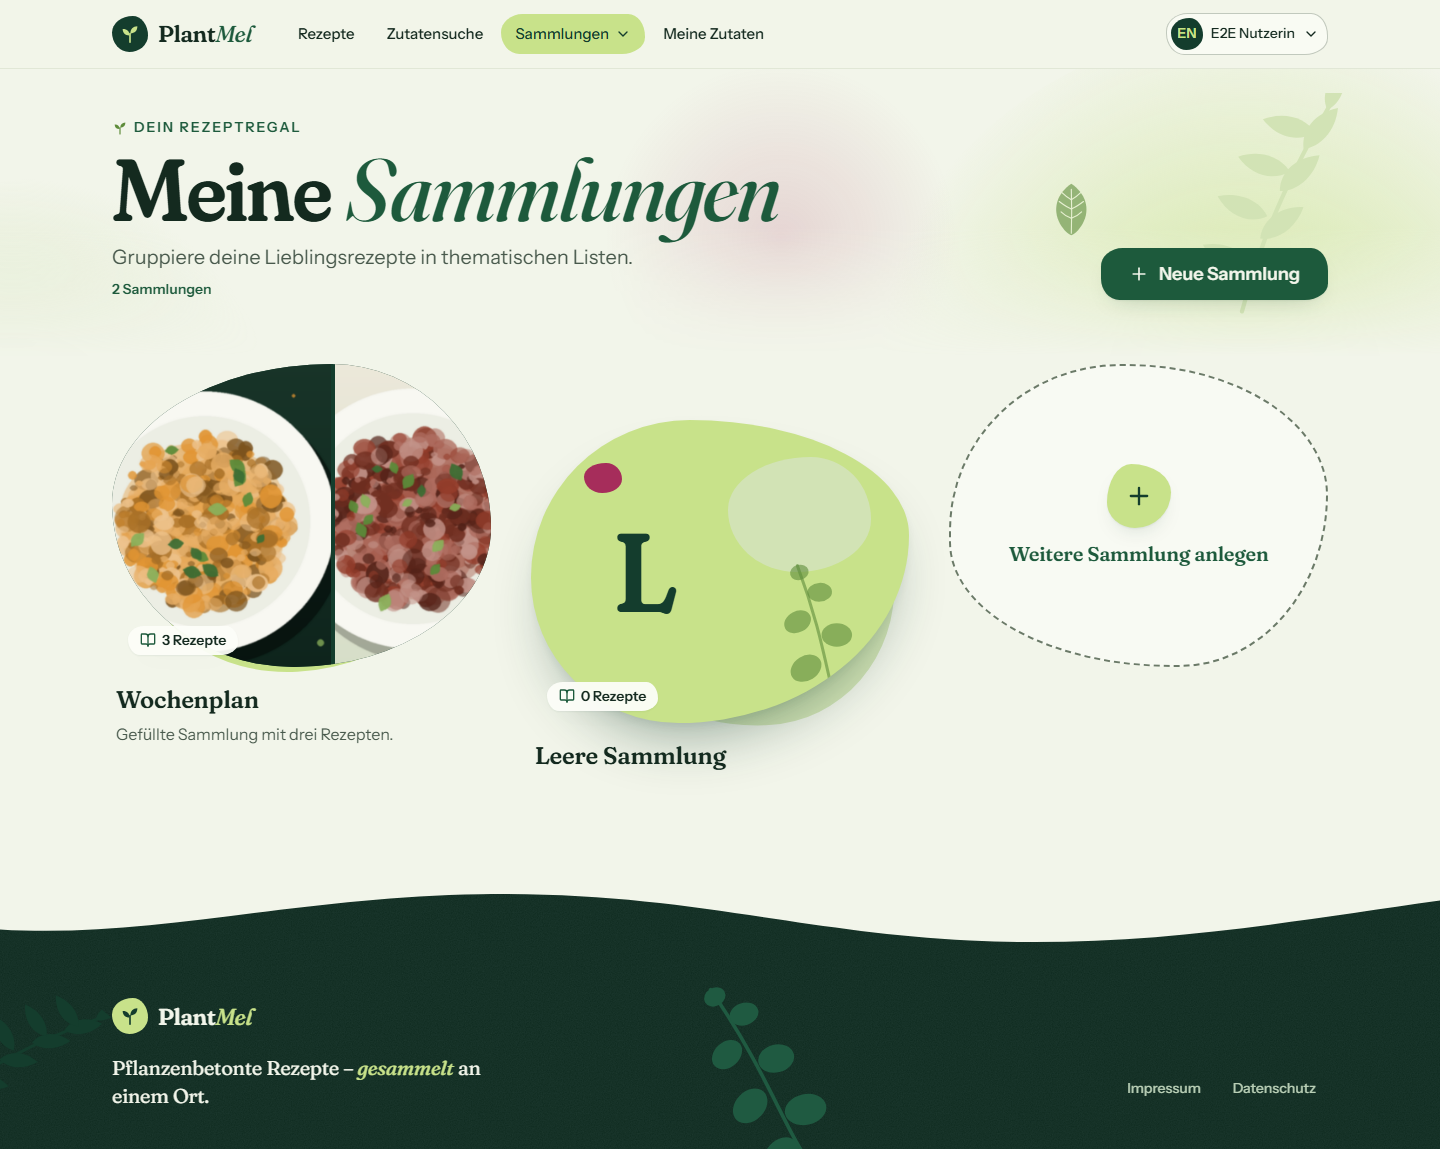 PlantMel
Rezepte
Zutatensuche
Sammlungen
Meine Zutaten
EN
E2E Nutzerin
DEIN REZEPTREGAL
Meine Sammlungen
Gruppiere deine Lieblingsrezepte in thematischen Listen.
2 Sammlungen
Neue Sammlung
3 Rezepte
Wochenplan
Gefüllte Sammlung mit drei Rezepten.
L
0 Rezepte
Leere Sammlung
Weitere Sammlung anlegen
PlantMel
Pflanzenbetonte Rezepte – gesammelt an
einem Ort.
Impressum
Datenschutz